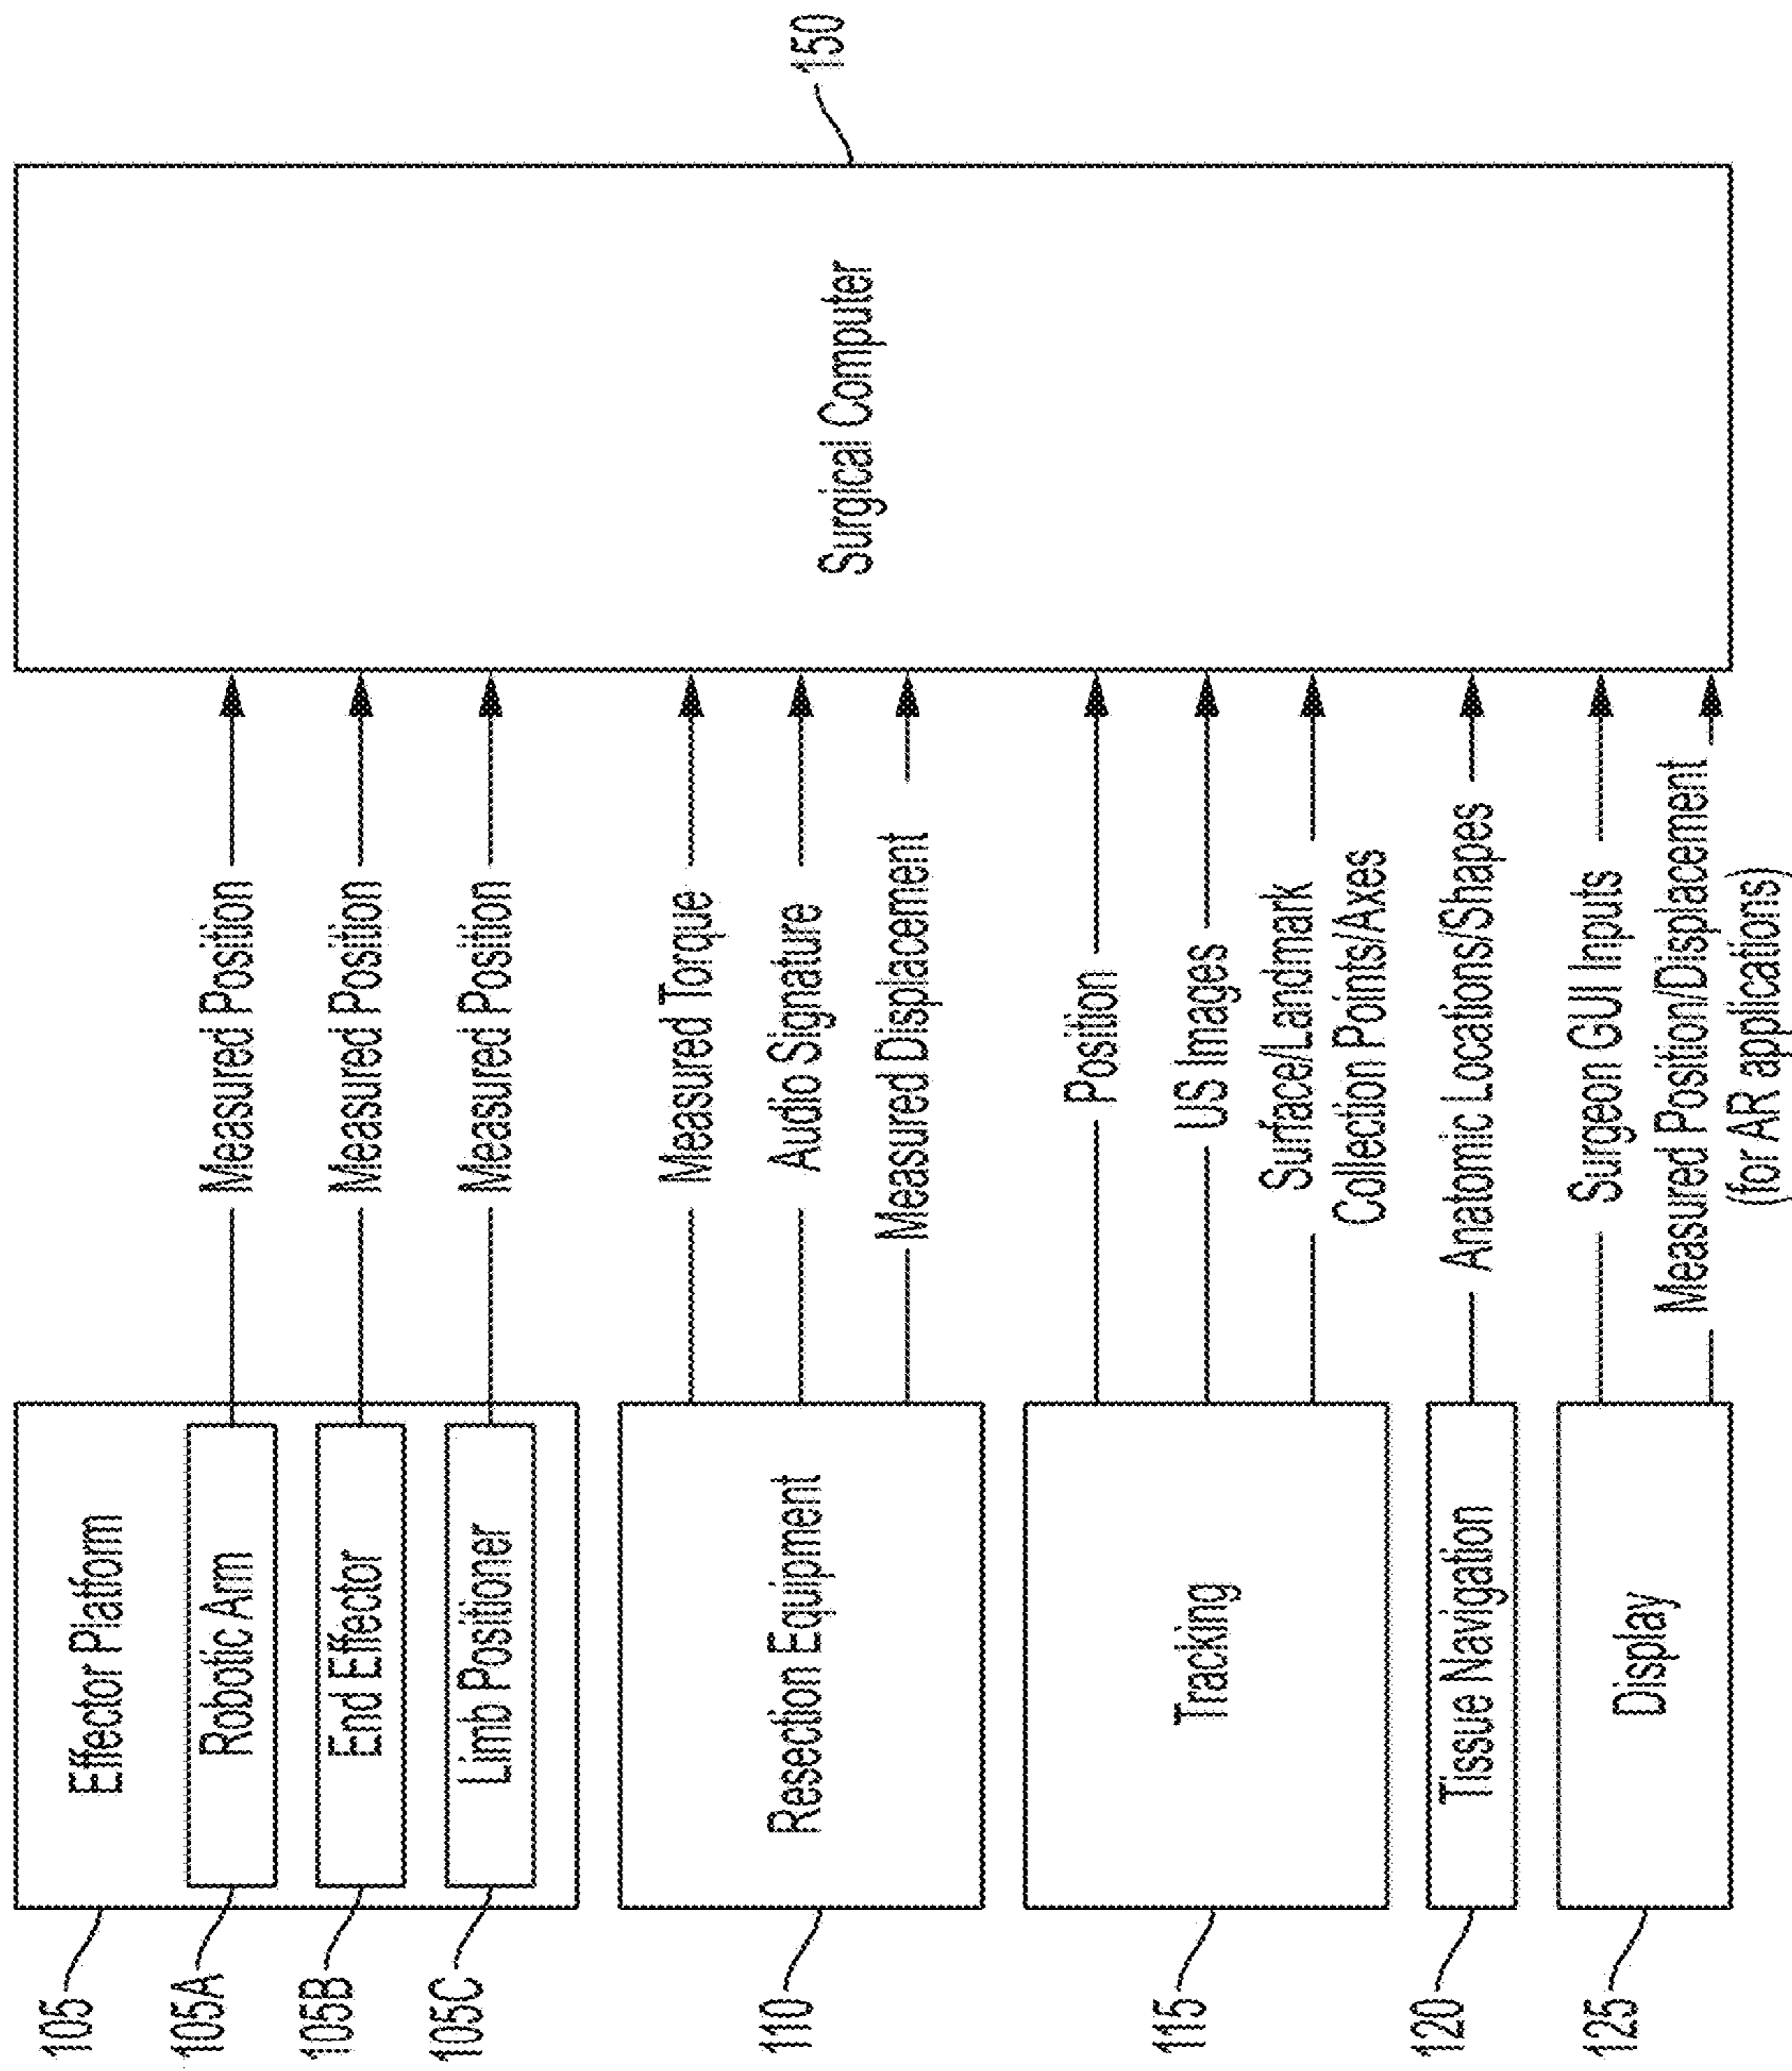 105
Effector Platform
105A
Robotic Arm
Measured Position
105B
End Effector
Measured Position
105C
Limb Positioner
Measured Position
110
Resection Equipment
Measured Torque
Audio Signature
Measured Displacement
115
Tracking
Position
US Images
Surface/Landmark
Collection Points/Axes
120
Tissue Navigation
Anatomic Locations/Shapes
125
Display
Surgeon GUI Inputs
Measured Position/Displacement
(for AR applications)
Surgical Computer
150